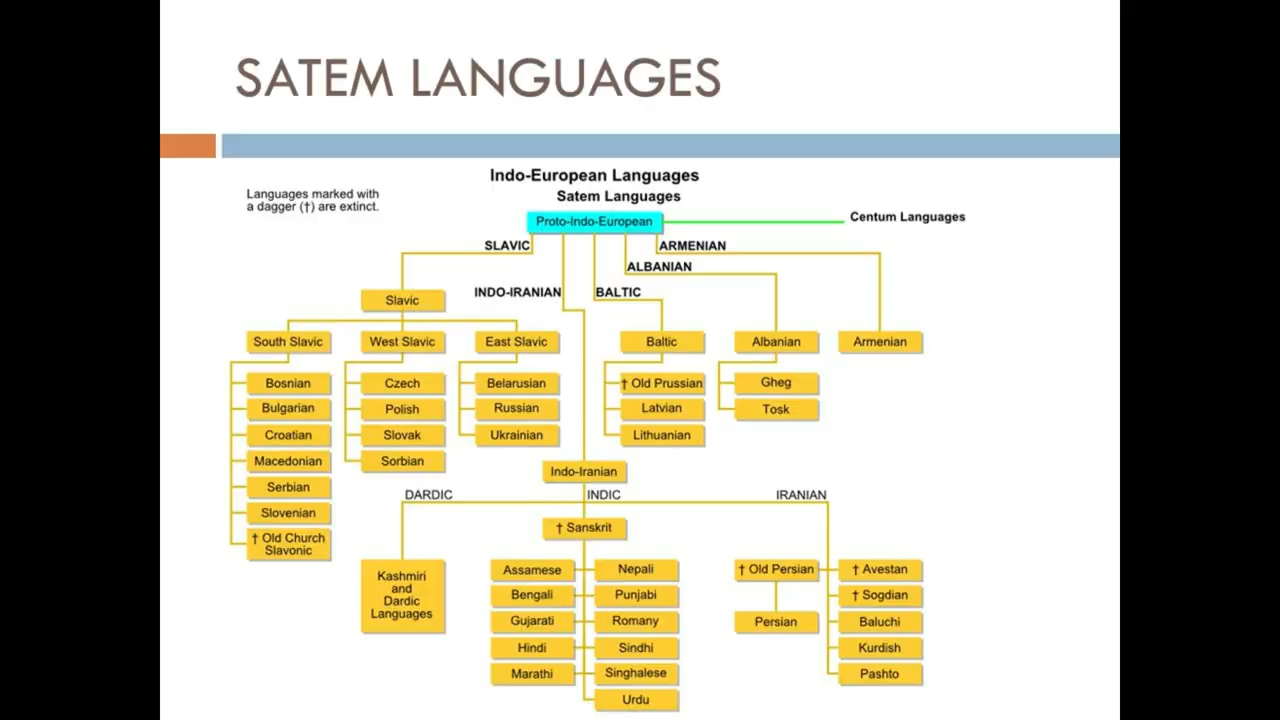 SATEM LANGUAGES
Indo-European Languages
Satem Languages
Languages marked with
a dagger (†) are extinct.
Proto-Indo-European
Centum Languages
SLAVIC
ARMENIAN
ALBANIAN
INDO-IRANIAN
BALTIC
Slavic
South Slavic
West Slavic
East Slavic
Baltic
Albanian
Armenian
Bosnian
Bulgarian
Croatian
Macedonian
Serbian
Slovenian
† Old Church
Slavonic
Czech
Polish
Slovak
Sorbian
Belarusian
Russian
Ukrainian
† Old Prussian
Latvian
Lithuanian
Gheg
Tosk
Indo-Iranian
DARDIC
INDIC
IRANIAN
Kashmiri
and
Dardic
Languages
† Sanskrit
Assamese
Bengali
Gujarati
Hindi
Marathi
Nepali
Punjabi
Romany
Sindhi
Singhalese
Urdu
† Old Persian
Persian
† Avestan
† Sogdian
Baluchi
Kurdish
Pashto